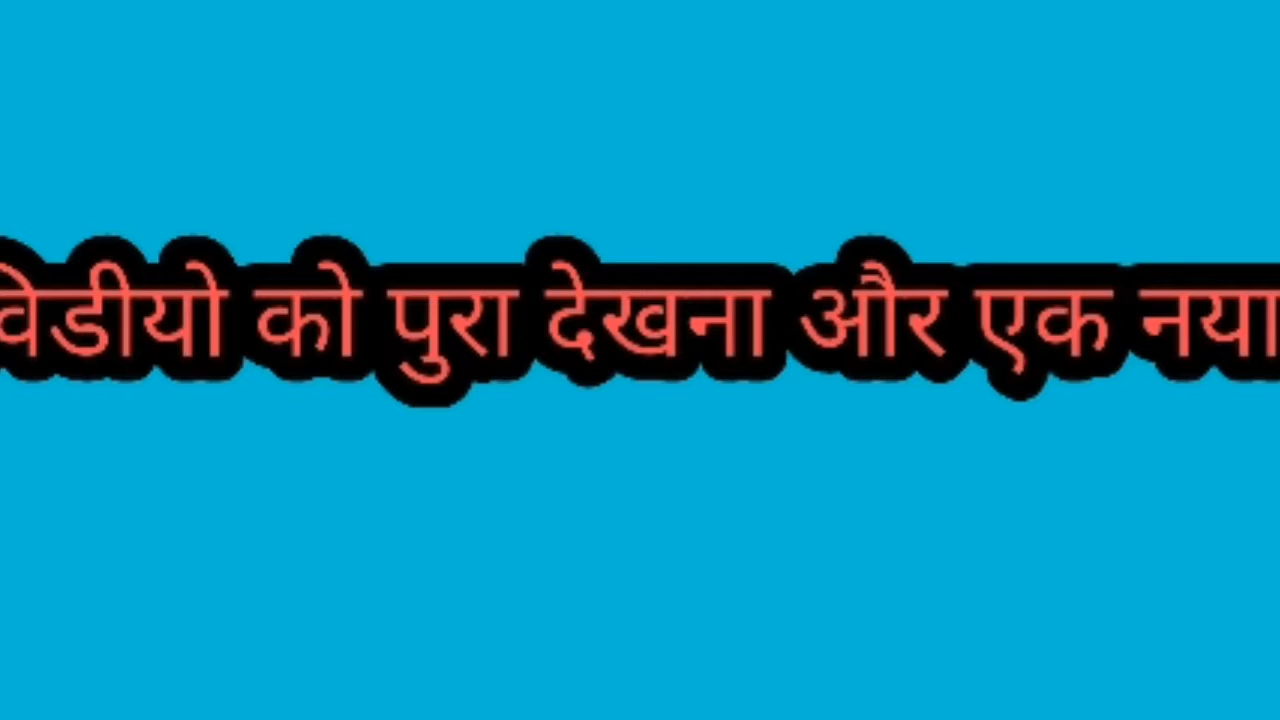 विडीयो को पुरा देखना और एक नया